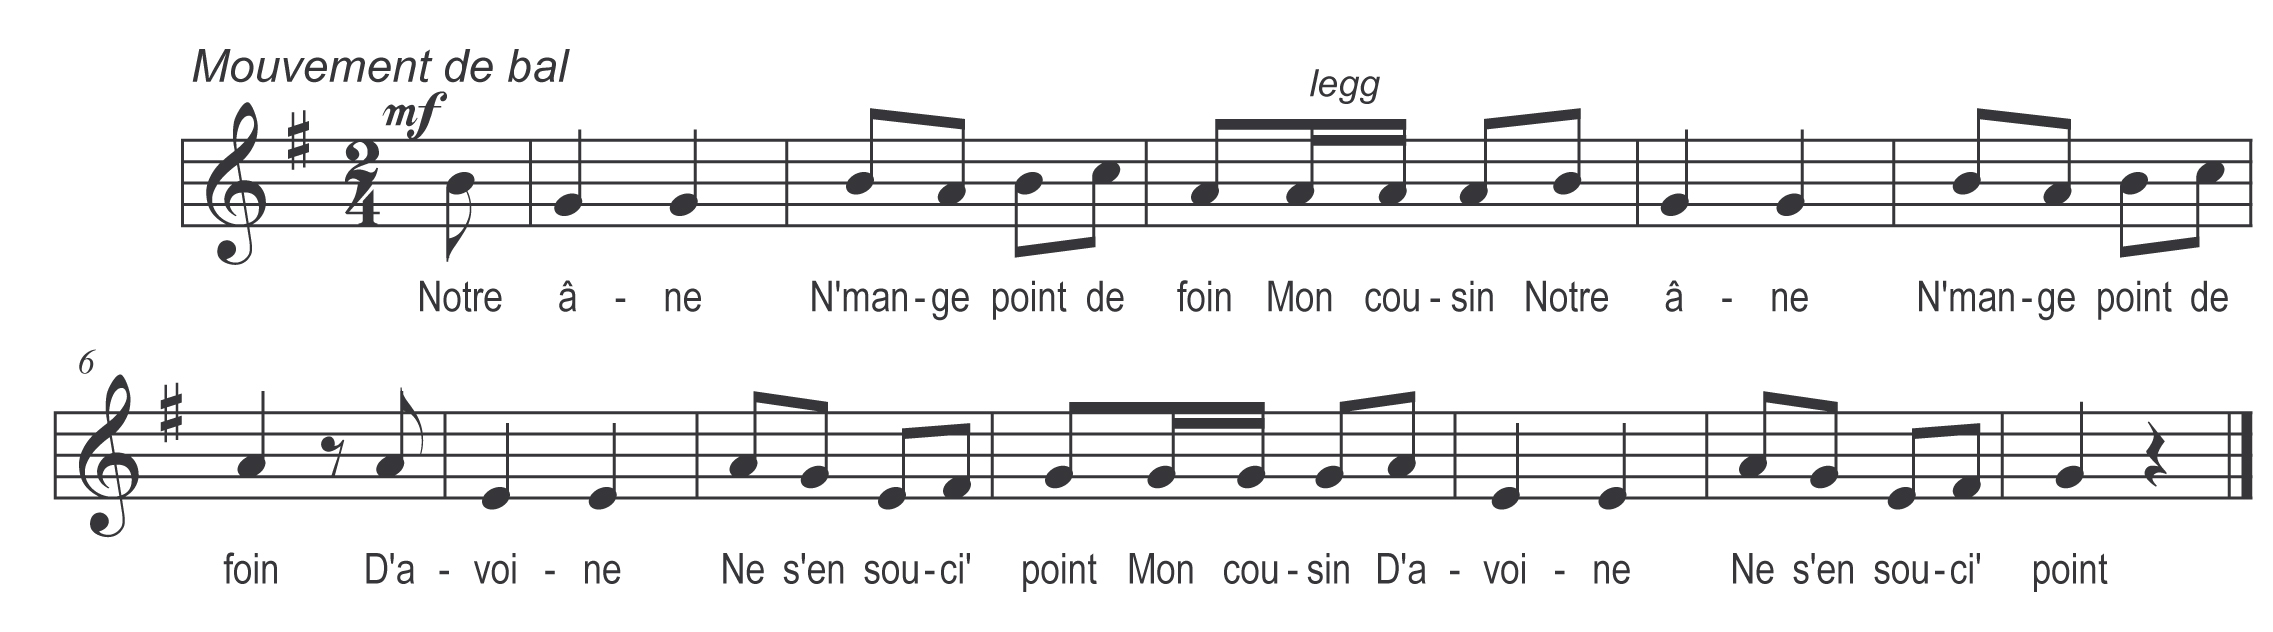 Mouvement de bal
mf
legg
2
4
Notre â - ne N'man - ge point de foin Mon cou - sin Notre â - ne N'man - ge point de
6
foin D'a - voi - ne Ne s'en sou - ci' point Mon cou - sin D'a - voi - ne Ne s'en sou - ci' point